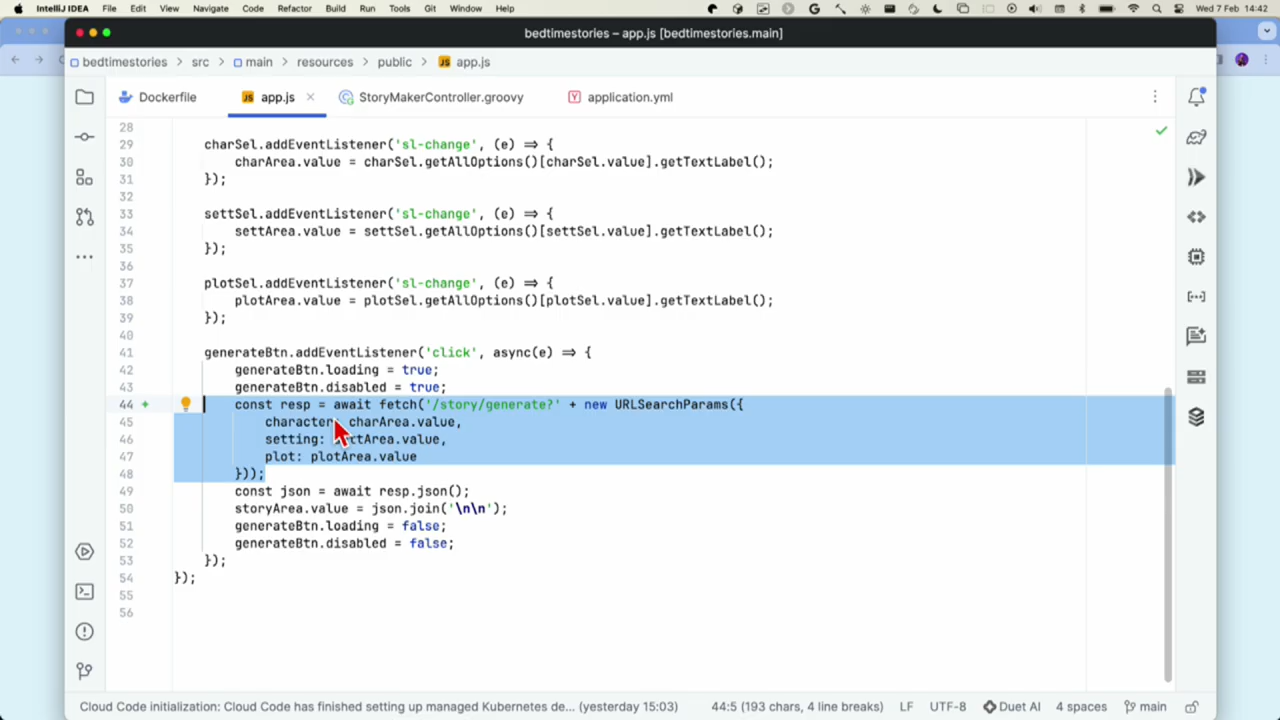 IntelliJ IDEA File Edit View Navigate Code Refactor Build Run Tools Git Window Help Wed 7 Feb 14:42
bedtimestories – app.js [bedtimestories.main]
bedtimestories > src > main > resources > public > JS app.js
Dockerfile JS app.js × StoryMakerController.groovy Y application.yml
28
29 charSel.addEventListener('sl-change', (e) => {
30 charArea.value = charSel.getAllOptions()[charSel.value].getTextLabel();
31 });
32
33 settSel.addEventListener('sl-change', (e) => {
34 settArea.value = settSel.getAllOptions()[settSel.value].getTextLabel();
35 });
36
37 plotSel.addEventListener('sl-change', (e) => {
38 plotArea.value = plotSel.getAllOptions()[plotSel.value].getTextLabel();
39 });
40
41 generateBtn.addEventListener('click', async(e) => {
42 generateBtn.loading = true;
43 generateBtn.disabled = true;
44 const resp = await fetch('/story/generate?' + new URLSearchParams({
45 character: charArea.value,
46 setting: settArea.value,
47 plot: plotArea.value
48 }));
49 const json = await resp.json();
50 storyArea.value = json.join('\n\n');
51 generateBtn.loading = false;
52 generateBtn.disabled = false;
53 });
54 });
55
56
Cloud Code initialization: Cloud Code has finished setting up managed Kubernetes de... (yesterday 15:03) 44:5 (193 chars, 4 line breaks) LF UTF-8 Duet AI 4 spaces main